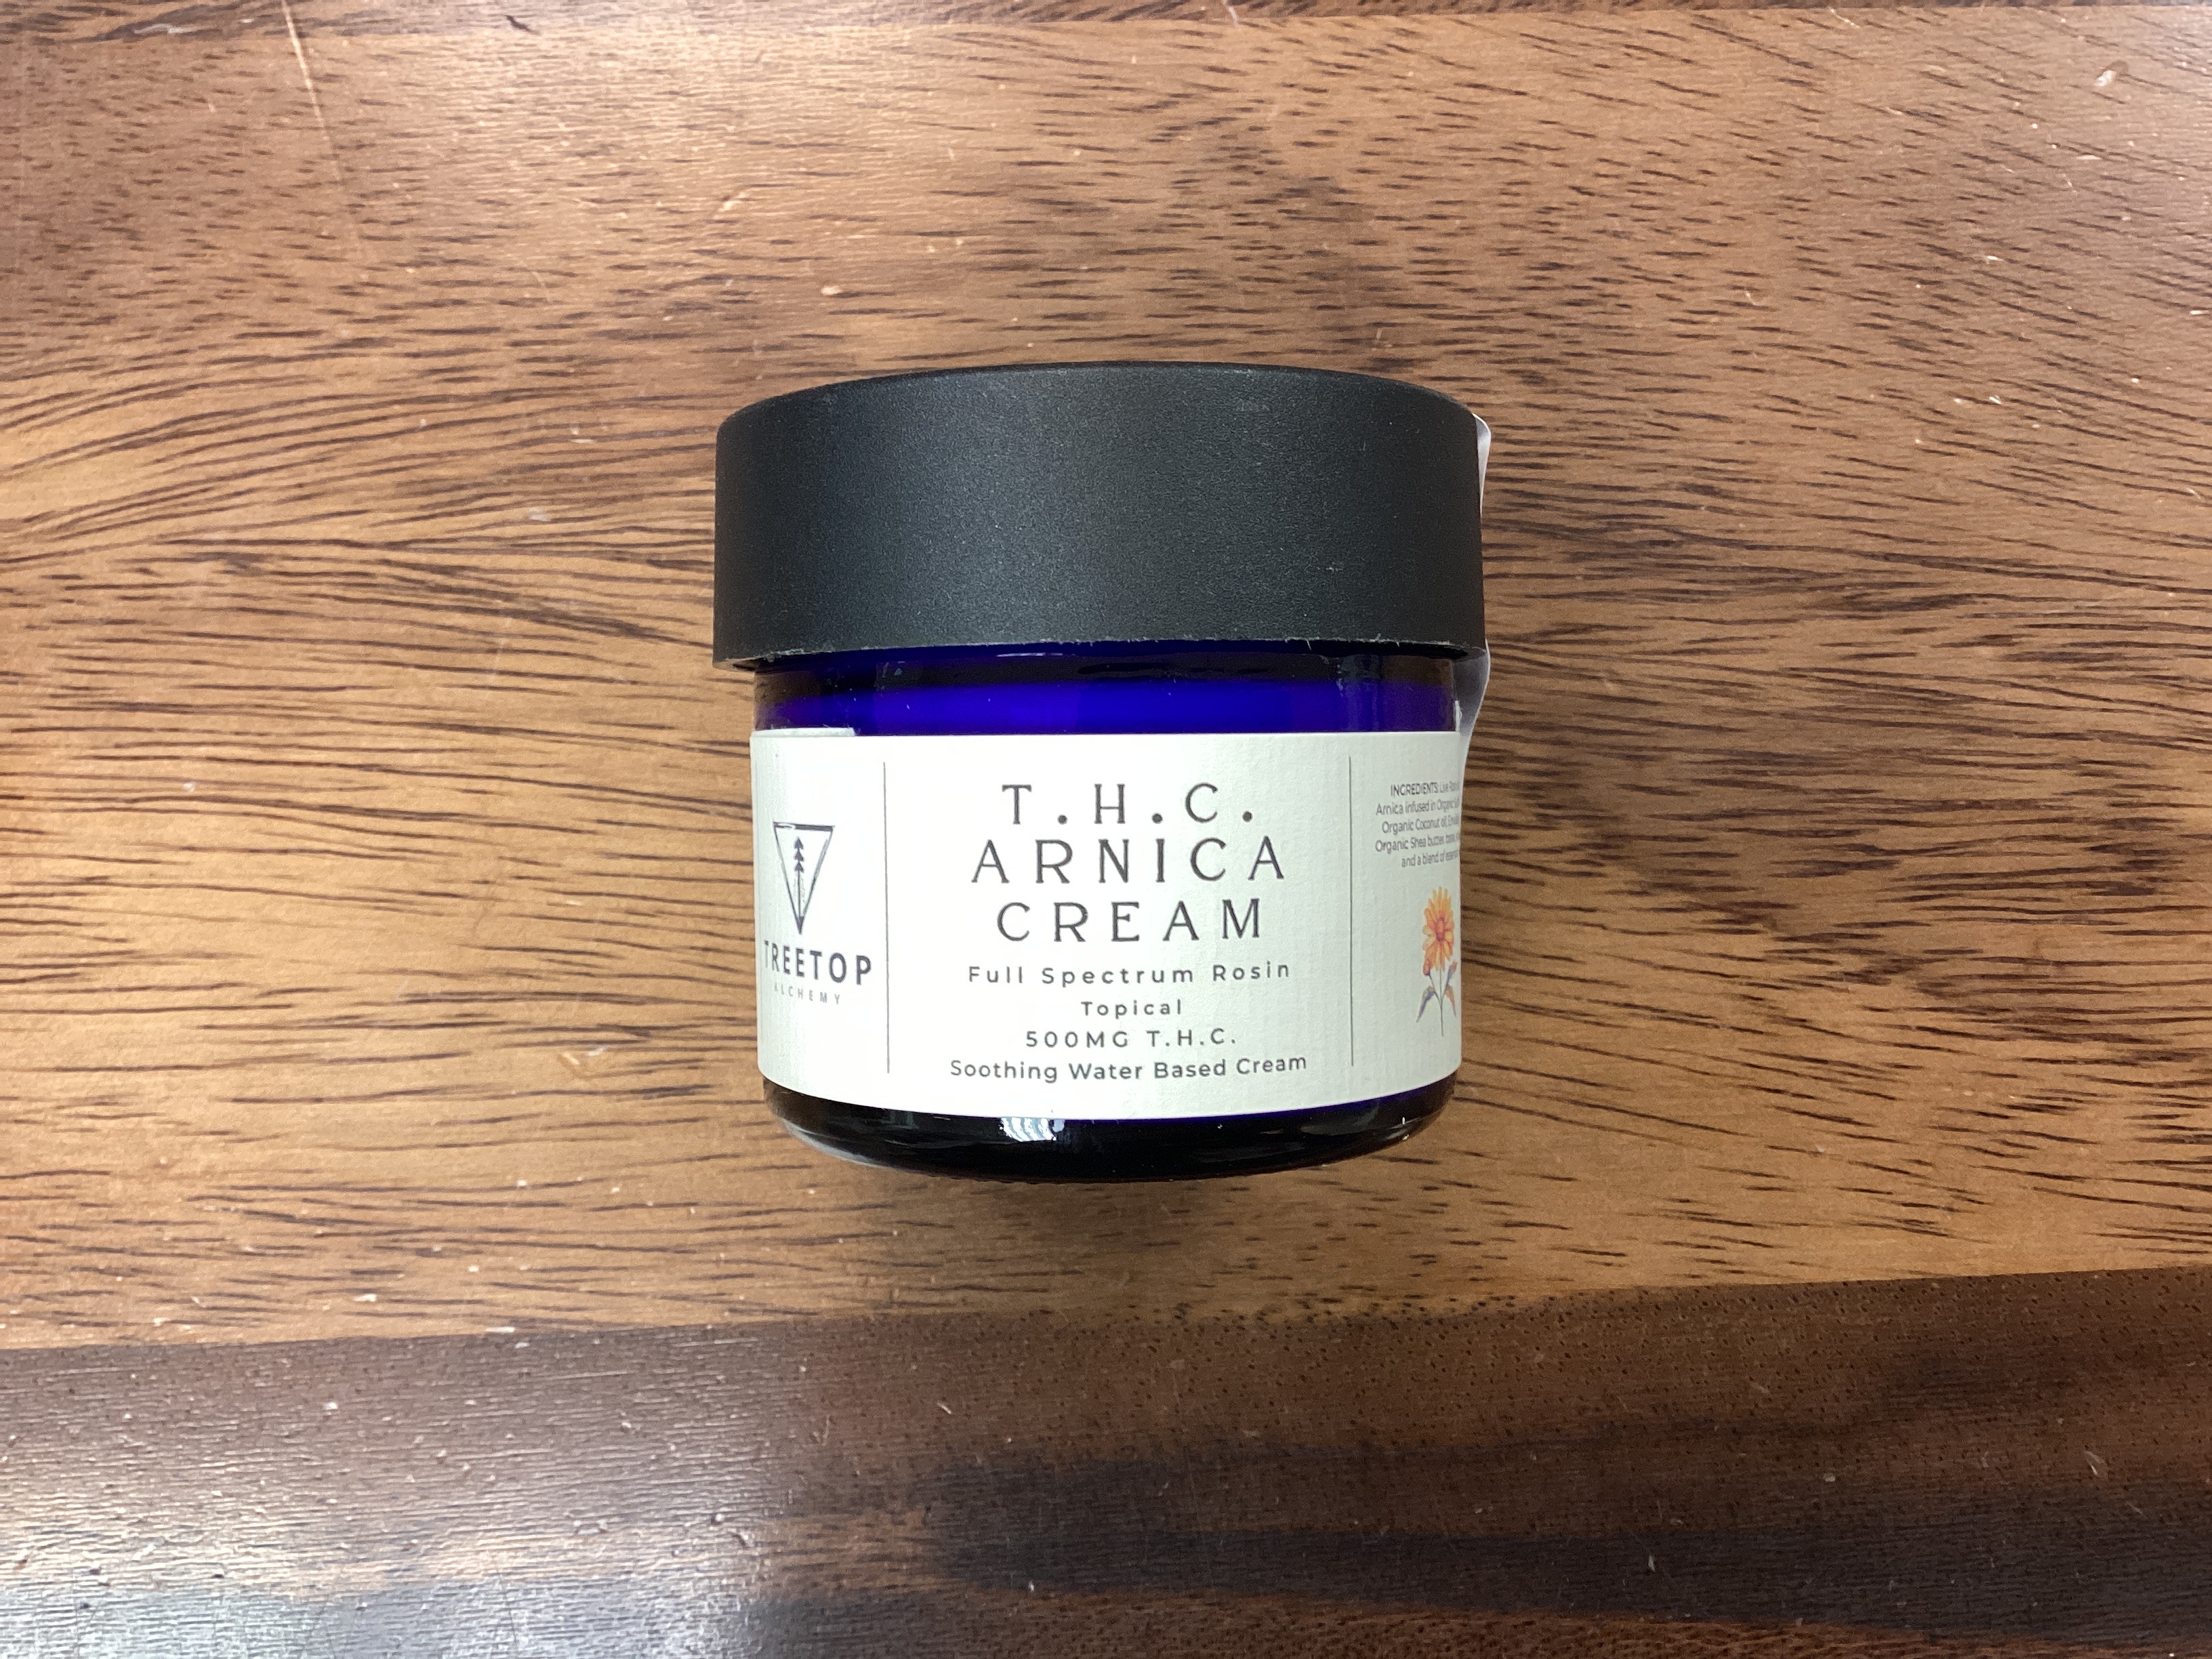 TREETOP
ALCHEMY
T.H.C.
ARNICA
CREAM
Full Spectrum Rosin
Topical
500MG T.H.C.
Soothing Water Based Cream
INGREDIENTS: Live
Arnica infused in
Organic Coconut oil,
Organic Shea butter,
and a blend of